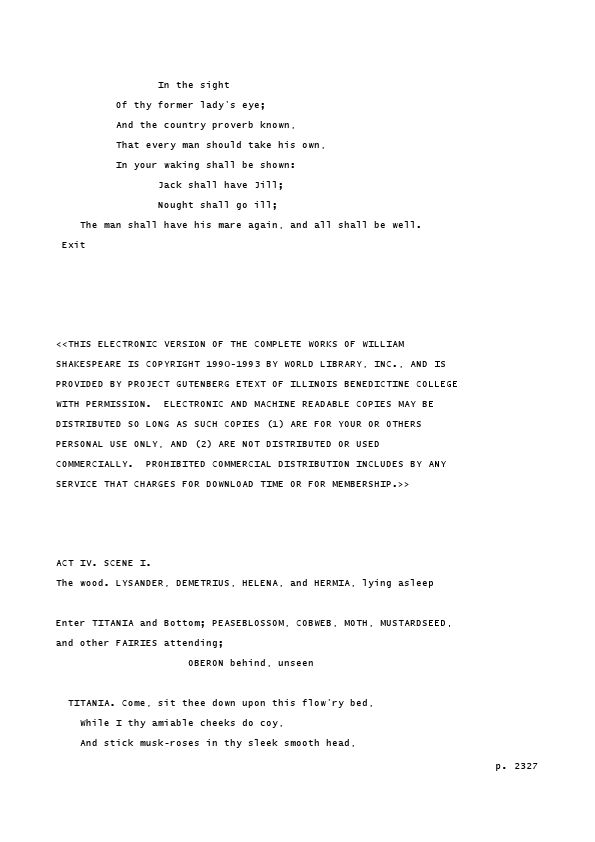 In the sight
Of thy former lady's eye;
And the country proverb known,
That every man should take his own,
In your waking shall be shown:
Jack shall have Jill;
Nought shall go ill;
The man shall have his mare again, and all shall be well.
Exit
<<THIS ELECTRONIC VERSION OF THE COMPLETE WORKS OF WILLIAM
SHAKESPEARE IS COPYRIGHT 1990-1993 BY WORLD LIBRARY, INC., AND IS
PROVIDED BY PROJECT GUTENBERG ETEXT OF ILLINOIS BENEDICTINE COLLEGE
WITH PERMISSION.  ELECTRONIC AND MACHINE READABLE COPIES MAY BE
DISTRIBUTED SO LONG AS SUCH COPIES (1) ARE FOR YOUR OR OTHERS
PERSONAL USE ONLY, AND (2) ARE NOT DISTRIBUTED OR USED
COMMERCIALLY.  PROHIBITED COMMERCIAL DISTRIBUTION INCLUDES BY ANY
SERVICE THAT CHARGES FOR DOWNLOAD TIME OR FOR MEMBERSHIP.>>
ACT IV. SCENE I.
The wood. LYSANDER, DEMETRIUS, HELENA, and HERMIA, lying asleep
Enter TITANIA and Bottom; PEASEBLOSSOM, COBWEB, MOTH, MUSTARDSEED,
and other FAIRIES attending;
OBERON behind, unseen
TITANIA. Come, sit thee down upon this flow'ry bed,
While I thy amiable cheeks do coy,
And stick musk-roses in thy sleek smooth head,
p. 2327